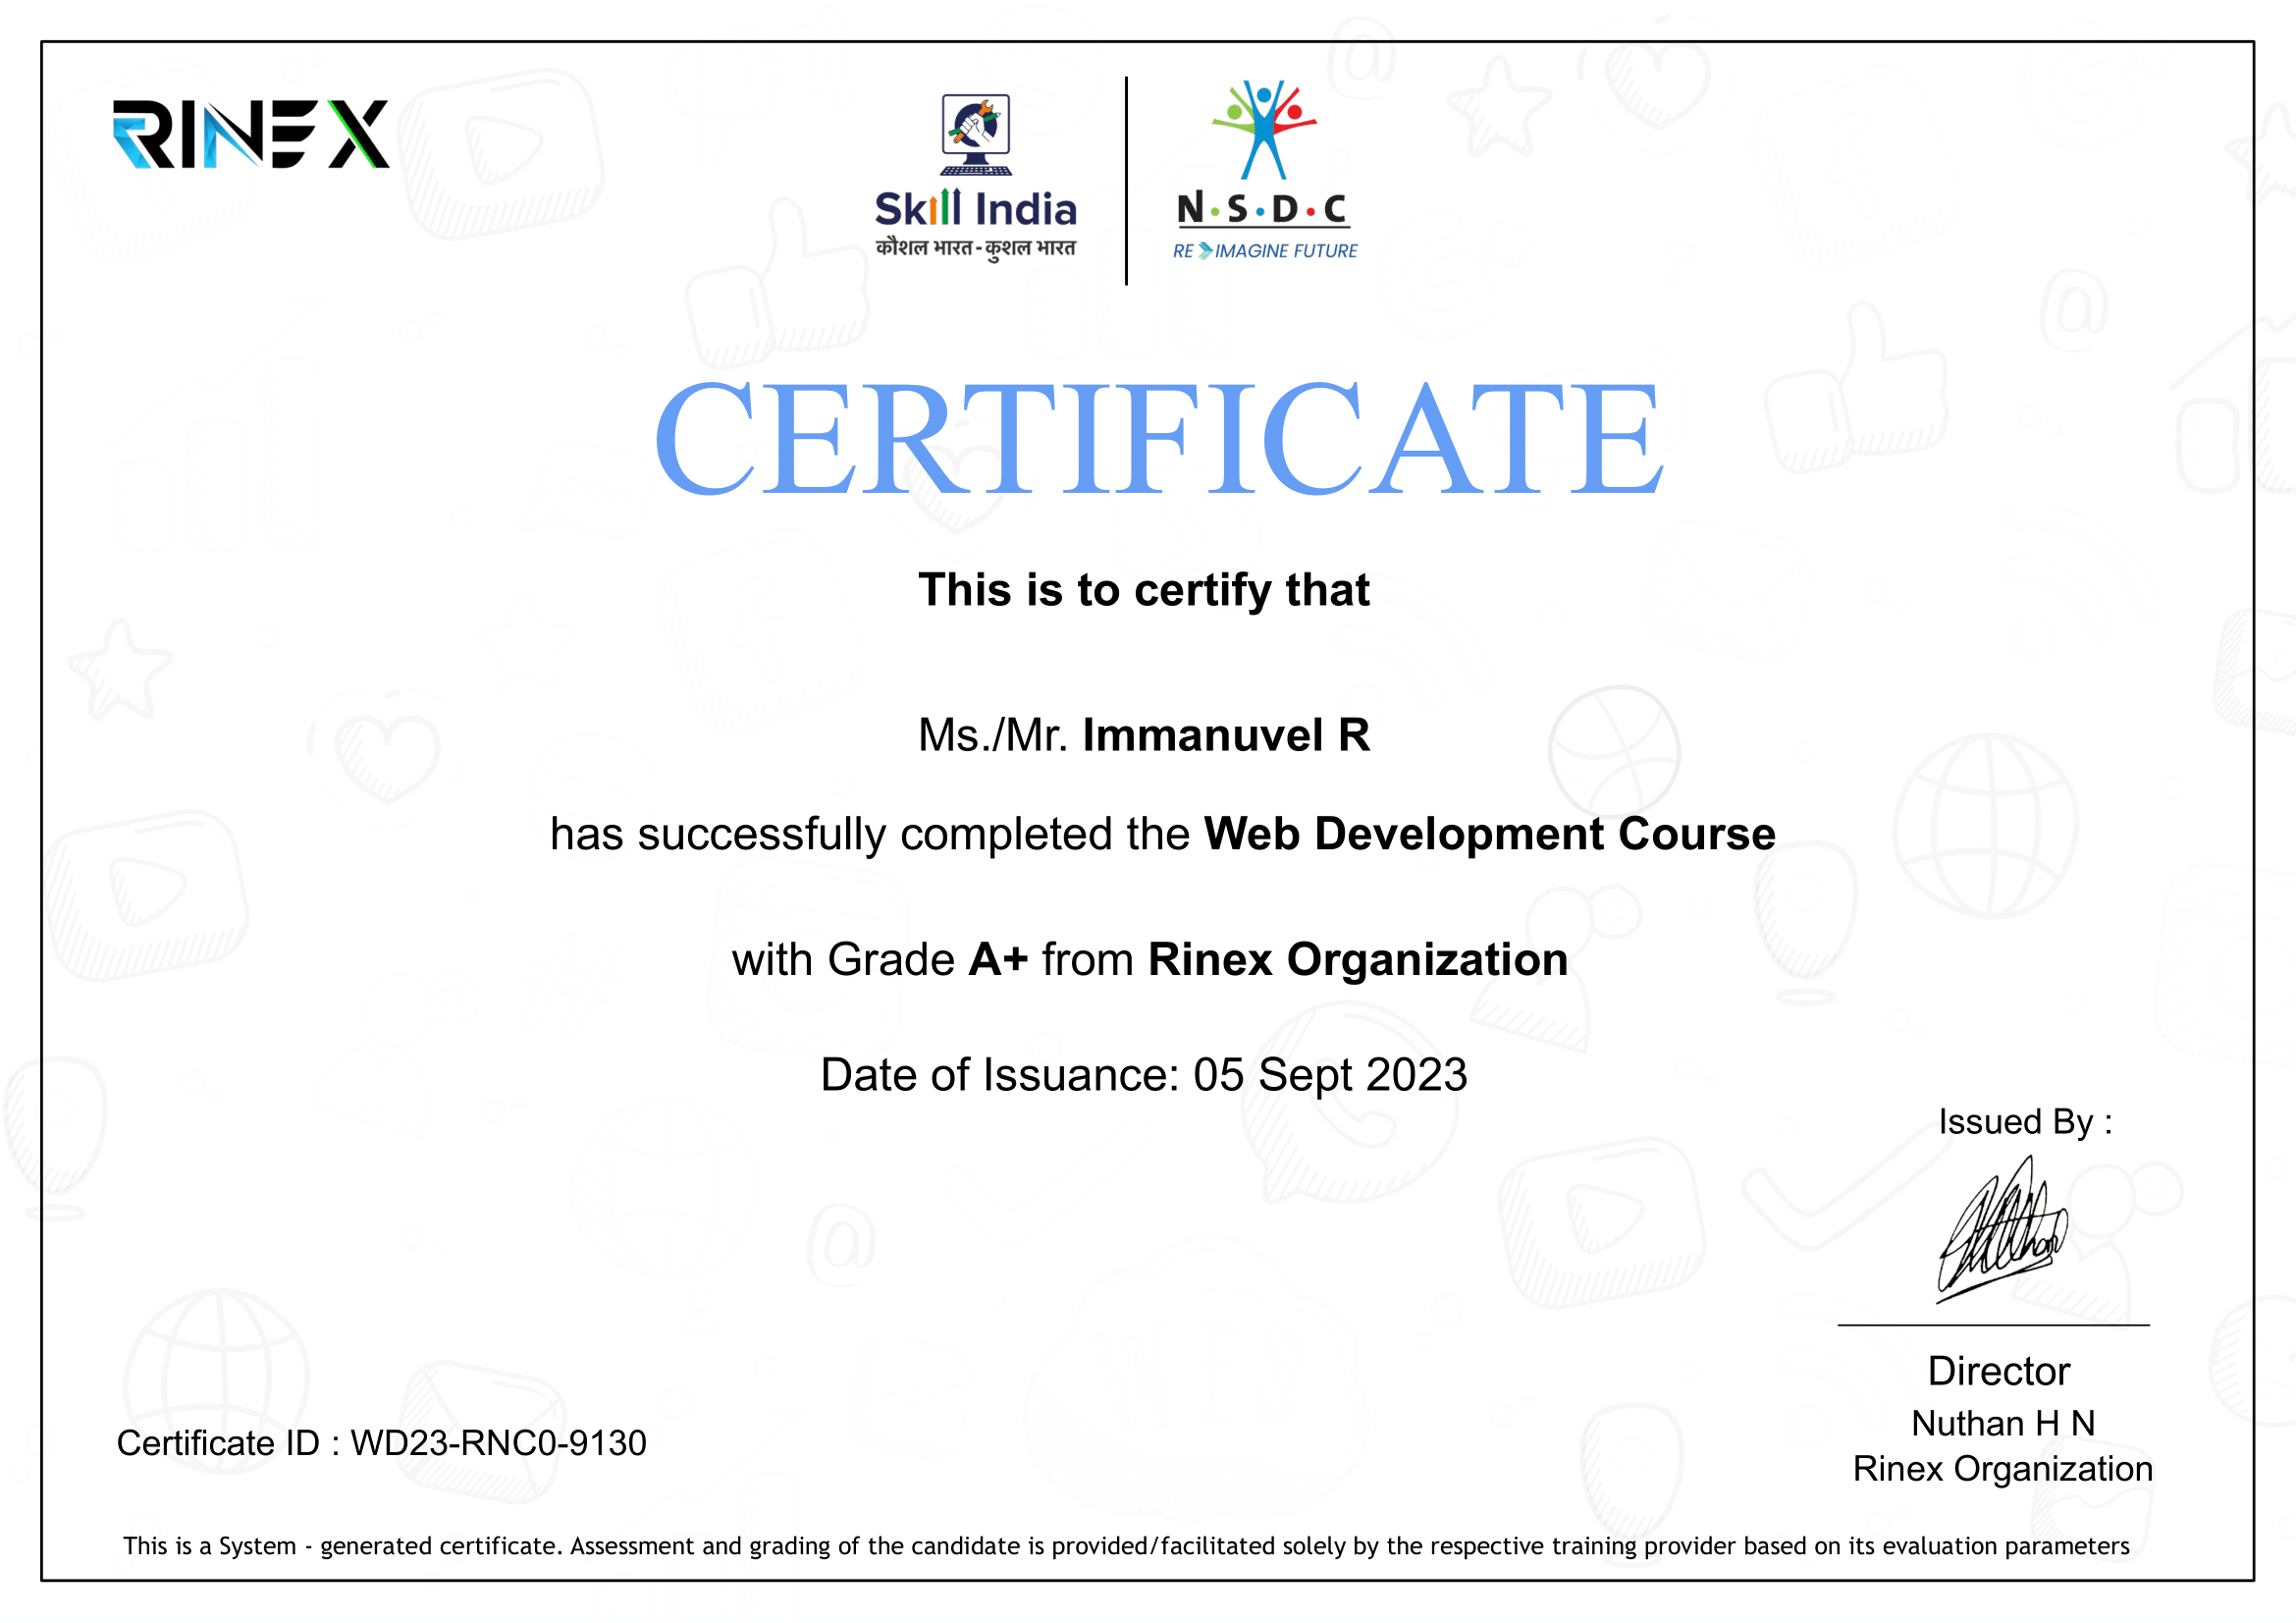 RINEX
Skill India
कौशल भारत - कुशल भारत
N·S·D·C
RE IMAGINE FUTURE
CERTIFICATE
This is to certify that
Ms./Mr. Immanuvel R
has successfully completed the Web Development Course
with Grade A+ from Rinex Organization
Date of Issuance: 05 Sept 2023
Issued By :
Director
Nuthan H N
Rinex Organization
Certificate ID : WD23-RNC0-9130
This is a System - generated certificate. Assessment and grading of the candidate is provided/facilitated solely by the respective training provider based on its evaluation parameters